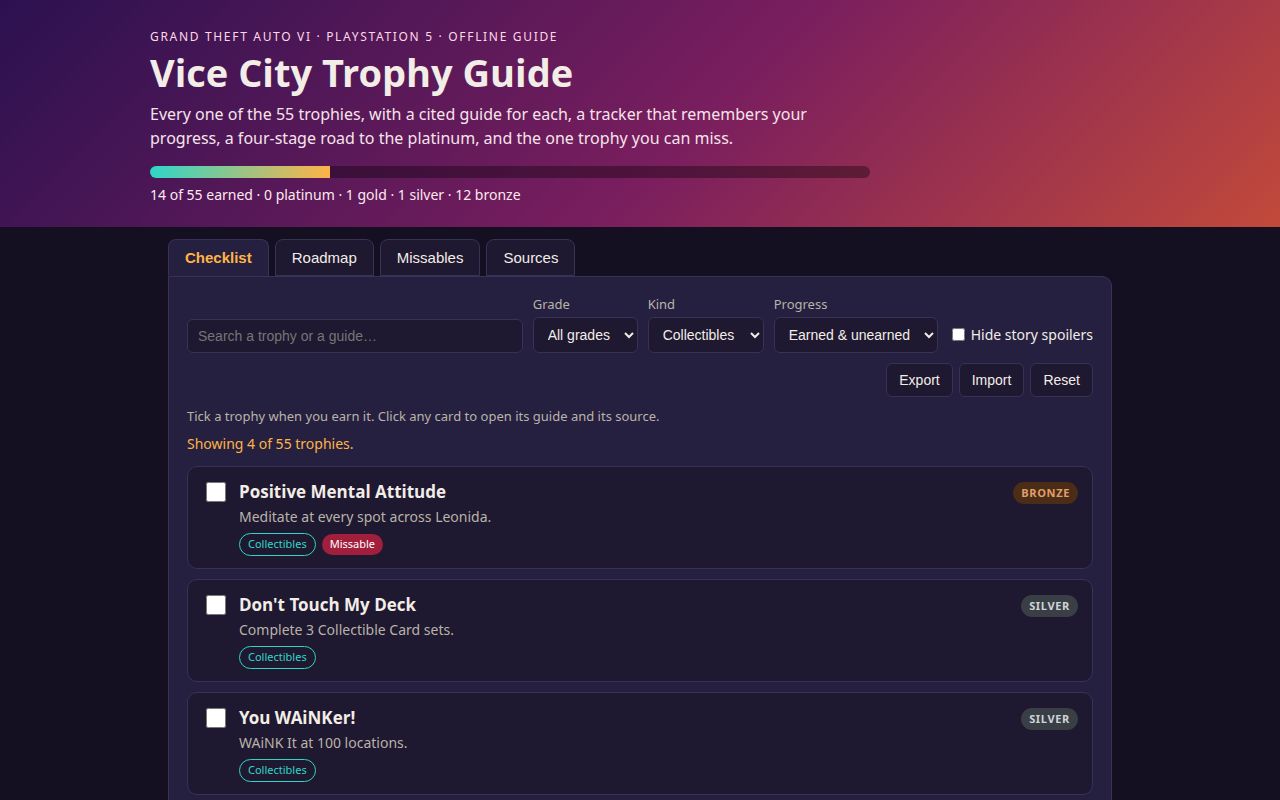 GRAND THEFT AUTO VI · PLAYSTATION 5 · OFFLINE GUIDE
Vice City Trophy Guide
Every one of the 55 trophies, with a cited guide for each, a tracker that remembers your
progress, a four-stage road to the platinum, and the one trophy you can miss.
14 of 55 earned · 0 platinum · 1 gold · 1 silver · 12 bronze
Checklist Roadmap Missables Sources
Grade Kind Progress
Search a trophy or a guide… All grades Collectibles Earned & unearned Hide story spoilers
Export Import Reset
Tick a trophy when you earn it. Click any card to open its guide and its source.
Showing 4 of 55 trophies.
Positive Mental Attitude BRONZE
Meditate at every spot across Leonida.
Collectibles Missable
Don't Touch My Deck SILVER
Complete 3 Collectible Card sets.
Collectibles
You WAiNKer! SILVER
WAiNK It at 100 locations.
Collectibles